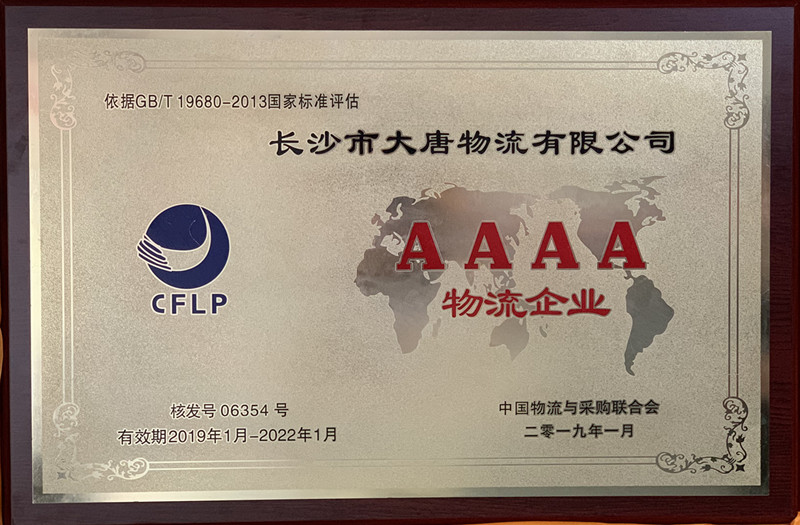 依据GB/T 19680-2013国家标准评估
长沙市大唐物流有限公司
AAAA
物流企业
CFLP
核发号 06354 号
有效期2019年1月-2022年1月
中国物流与采购联合会
二零一九年一月